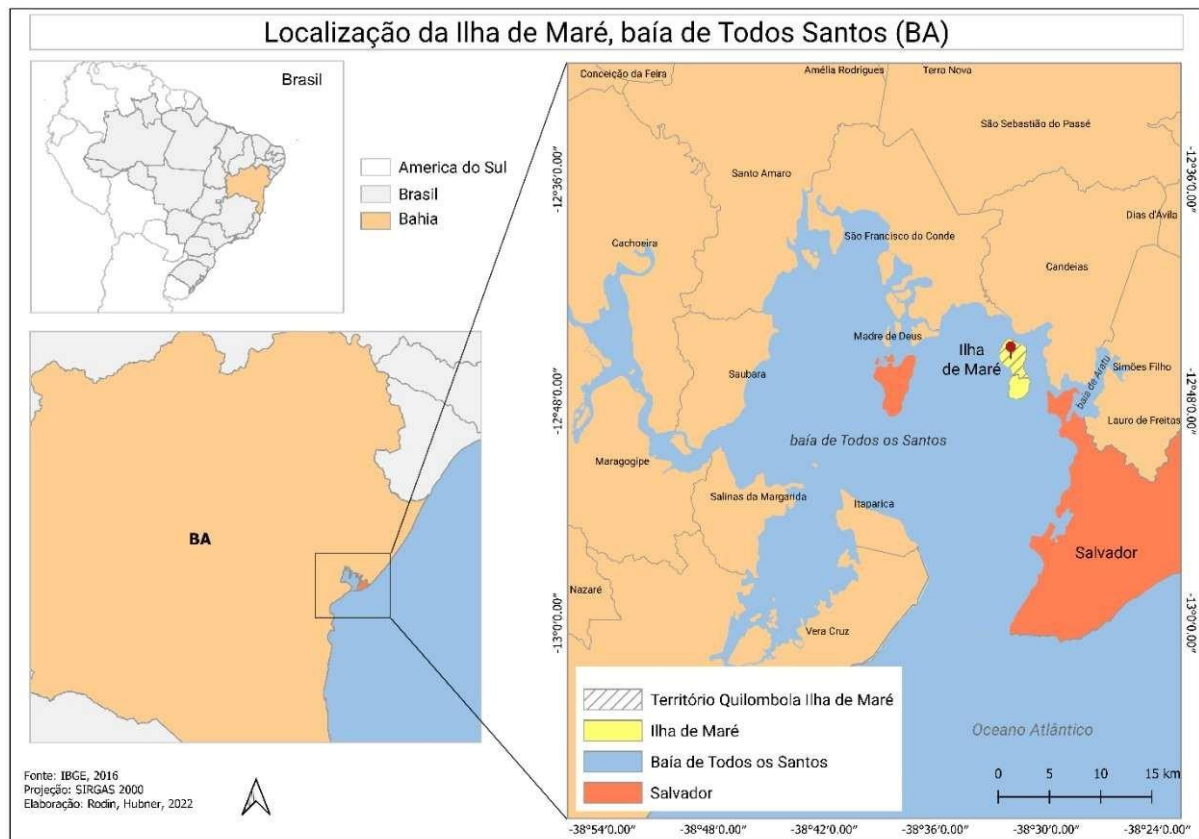 Localização da Ilha de Maré, baía de Todos Santos (BA)
Brasil
America do Sul
Brasil
Bahia
BA
Fonte: IBGE, 2016
Projeção: SIRGAS 2000
Elaboração: Rodin, Hubner, 2022
Conceição da Feira
Amélia Rodrigues
Terra Nova
São Sebastião do Passé
Santo Amaro
Dias d'Ávila
São Francisco do Conde
Cachoeira
Candeias
Madre de Deus
Ilha
de Maré
Saubara
baía de Aratu
Simões Filho
Lauro de Freitas
baía de Todos os Santos
Maragogipe
Salinas da Margarida
Itaparica
Salvador
Nazaré
Vera Cruz
Território Quilombola Ilha de Maré
Ilha de Maré
Baía de Todos os Santos
Salvador
Oceano Atlântico
0 5 10 15 km
-12°36'0.00"
-12°48'0.00"
-13°0'0.00"
-12°36'0.00"
-12°48'0.00"
-13°0'0.00"
-38°54'0.00" -38°48'0.00" -38°42'0.00" -38°36'0.00" -38°30'0.00" -38°24'0.00"